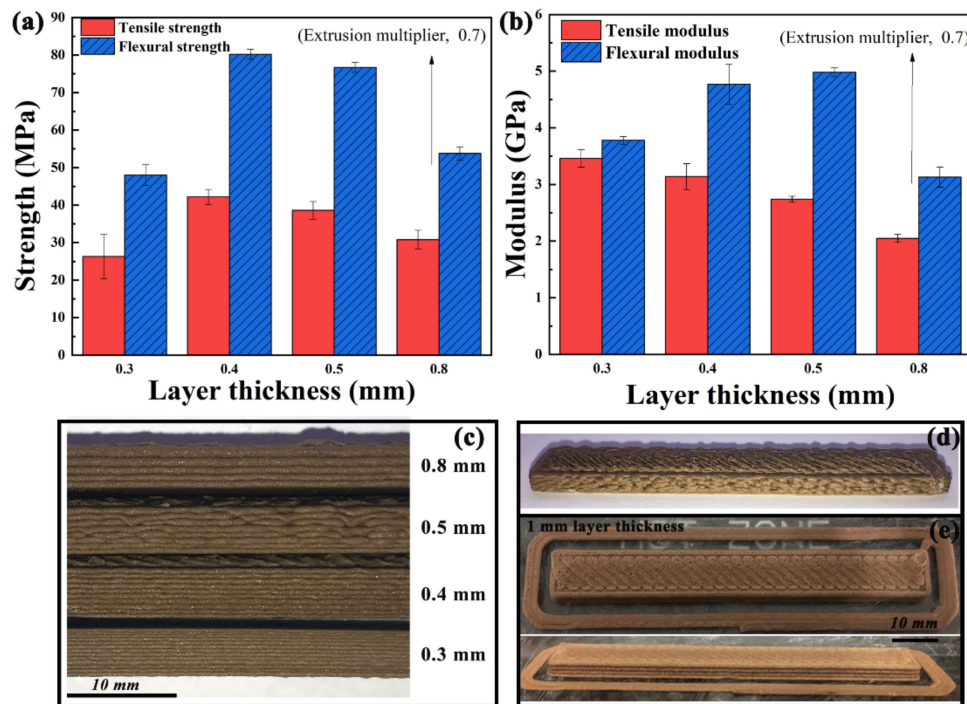 (a)
Tensile strength
Flexural strength
(Extrusion multiplier, 0.7)
Strength (MPa)
90
80
70
60
50
40
30
20
10
0
0.3 0.4 0.5 0.8
Layer thickness (mm)
(b)
Tensile modulus
Flexural modulus
(Extrusion multiplier, 0.7)
Modulus (GPa)
6
5
4
3
2
1
0
0.3 0.4 0.5 0.8
Layer thickness (mm)
(c)
0.8 mm
0.5 mm
0.4 mm
0.3 mm
10 mm
(d)
1 mm layer thickness
(e)
HOT ZONE
10 mm